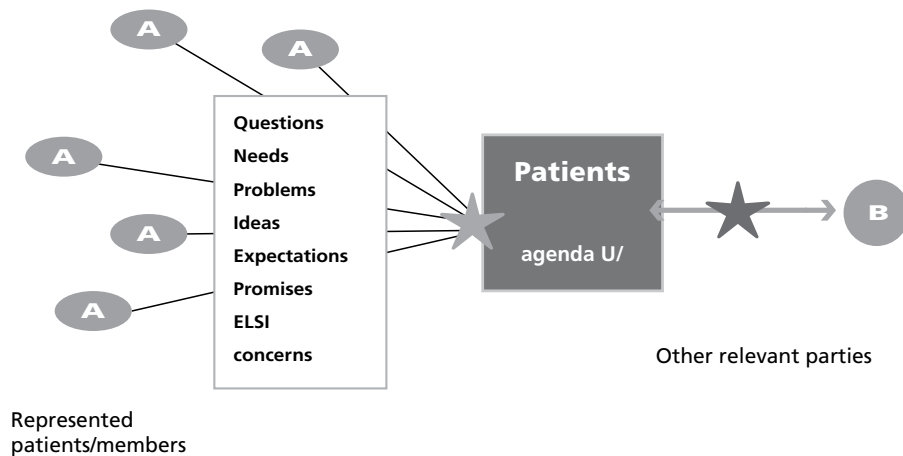 A
A
A
A
A
Questions
Needs
Problems
Ideas
Expectations
Promises
ELSI
concerns
Patients
agenda U/
B
Other relevant parties
Represented
patients/members